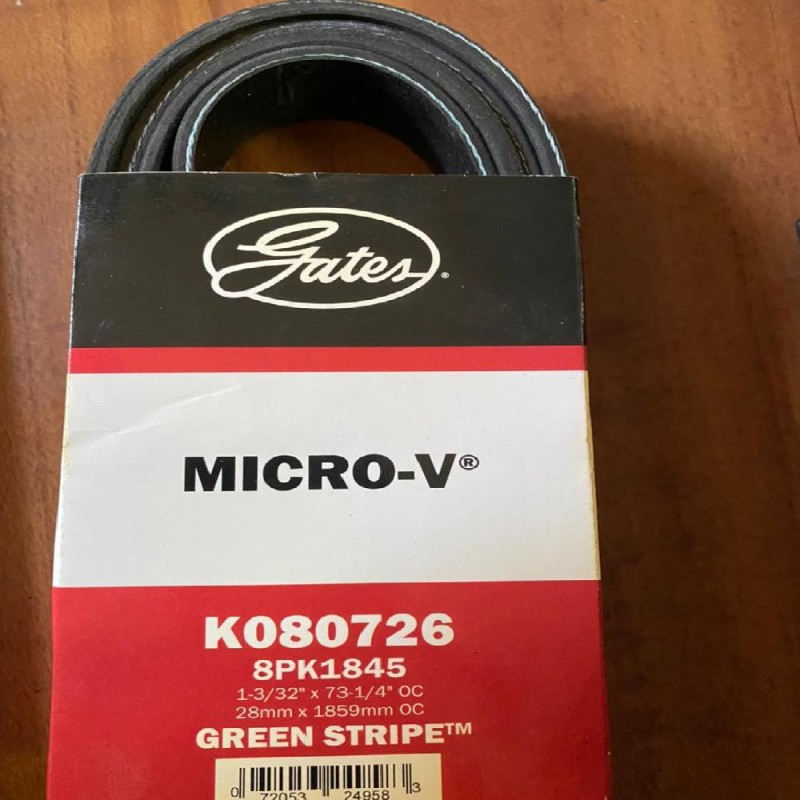 Gates®
MICRO-V®
K080726
8PK1845
1-3/32" x 73-1/4" OC
28mm x 1859mm OC
GREEN STRIPE™
0 72053 24958 3